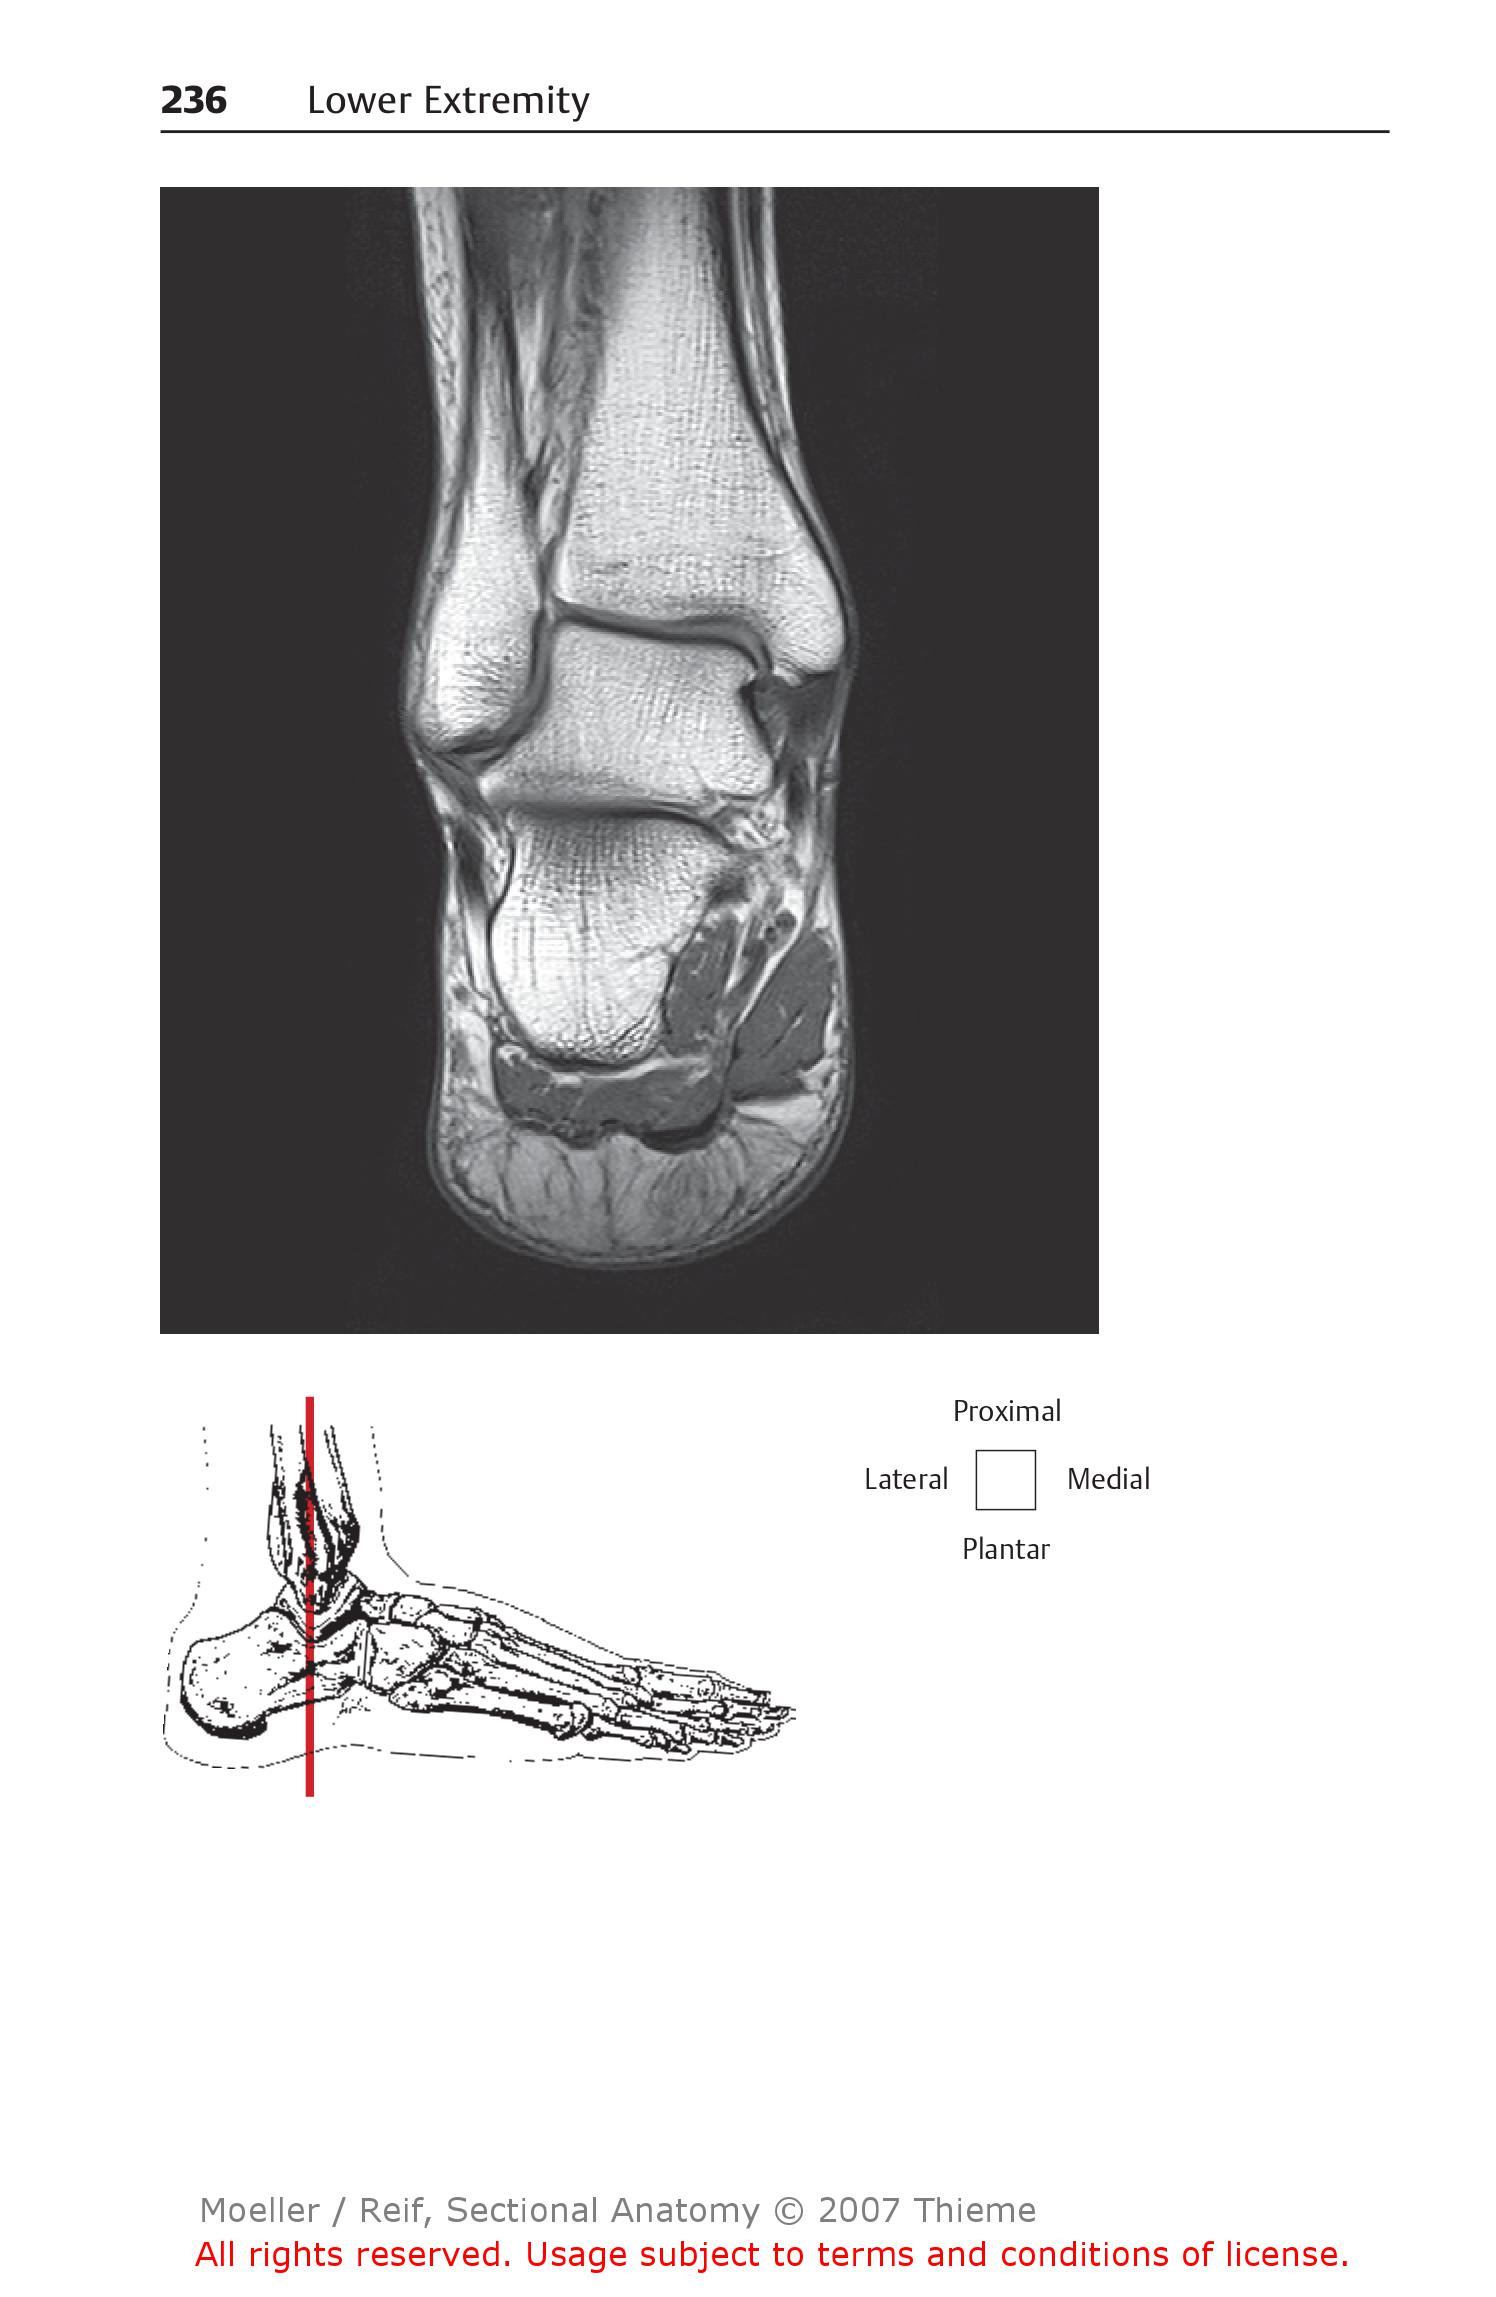 236 Lower Extremity
Proximal
Lateral Medial
Plantar
Moeller / Reif, Sectional Anatomy © 2007 Thieme
All rights reserved. Usage subject to terms and conditions of license.